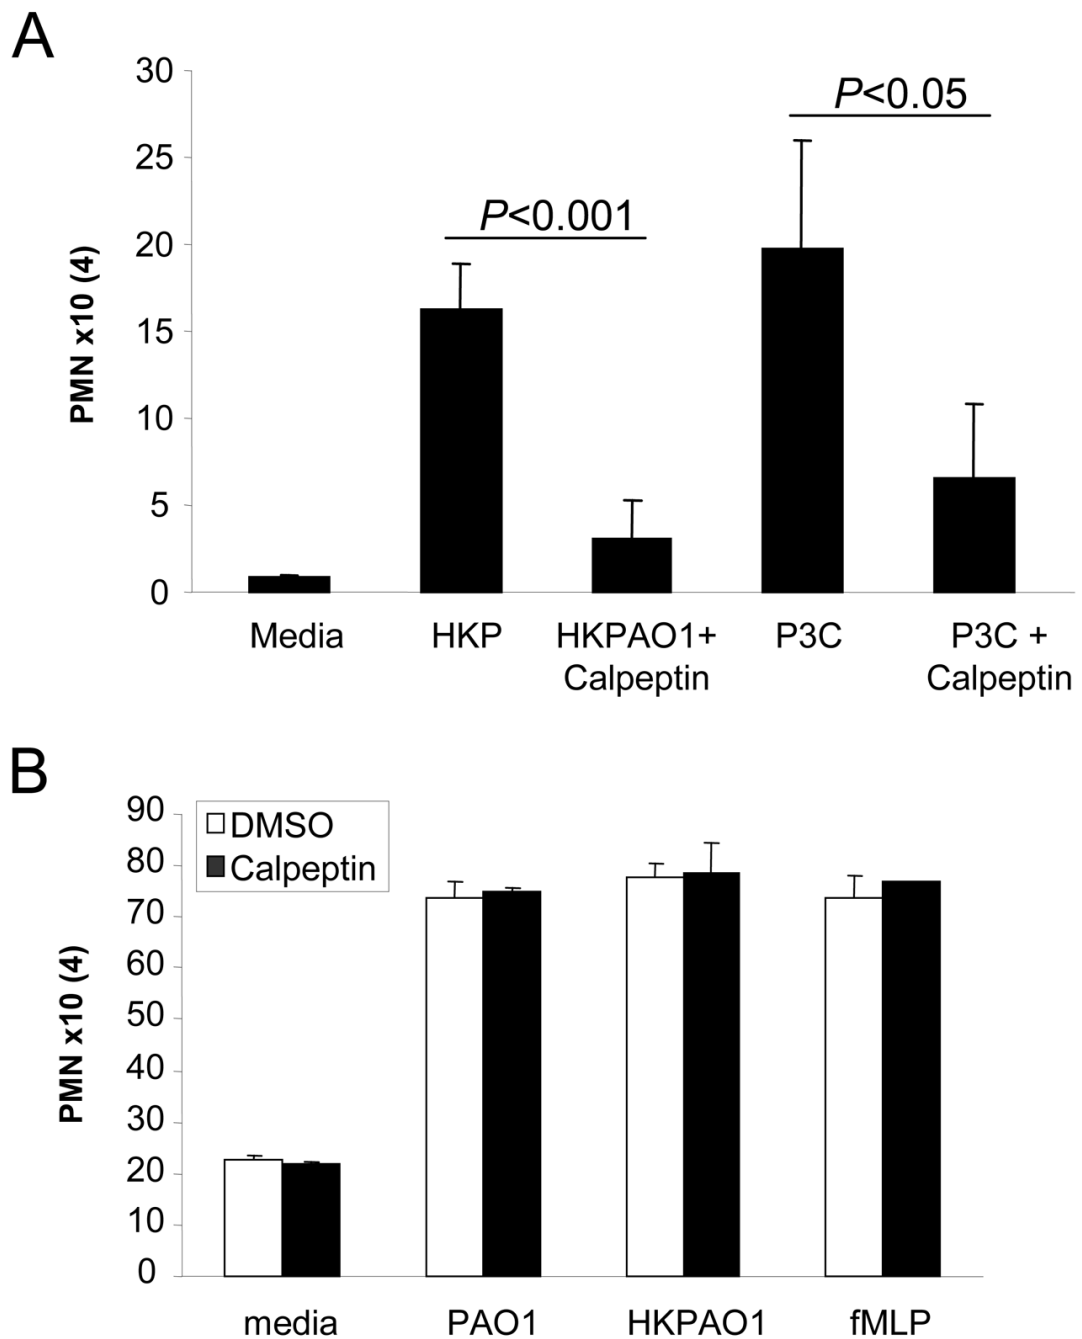 A
30
25
20
15
10
5
0
PMN x10 (4)
P<0.001
P<0.05
Media
HKP
HKPAO1+
Calpeptin
P3C
P3C +
Calpeptin
B
90
80
70
60
50
40
30
20
10
0
PMN x10 (4)
DMSO
Calpeptin
media
PAO1
HKPAO1
fMLP